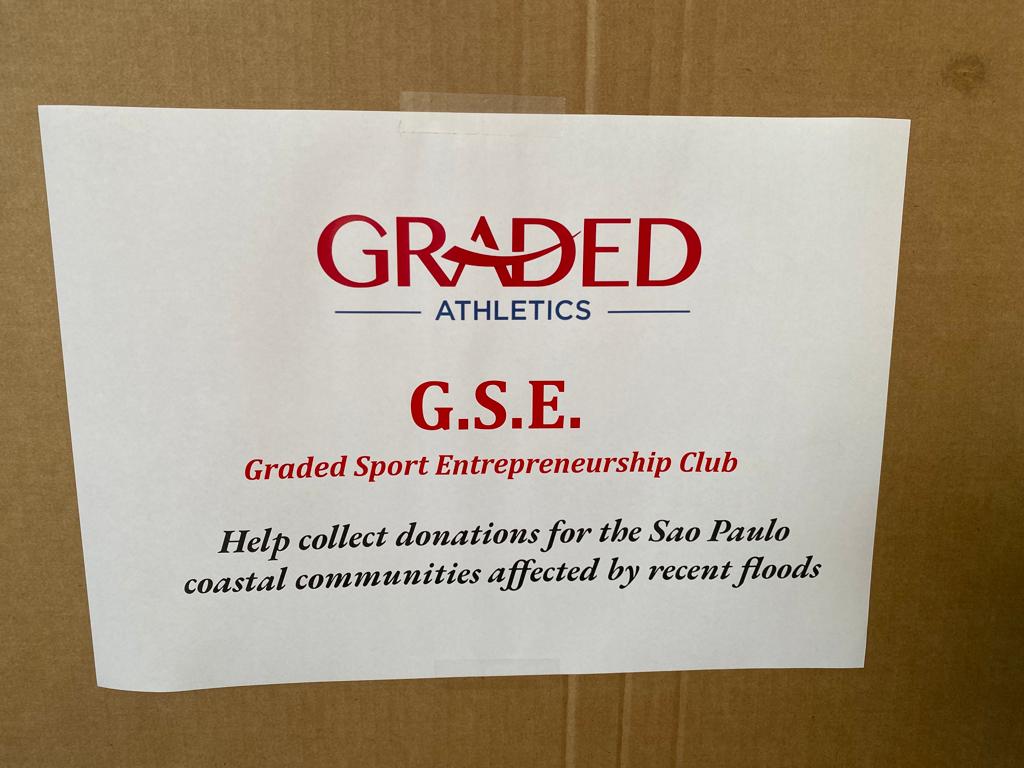 GRADED
ATHLETICS
G.S.E.
Graded Sport Entrepreneurship Club
Help collect donations for the Sao Paulo
coastal communities affected by recent floods